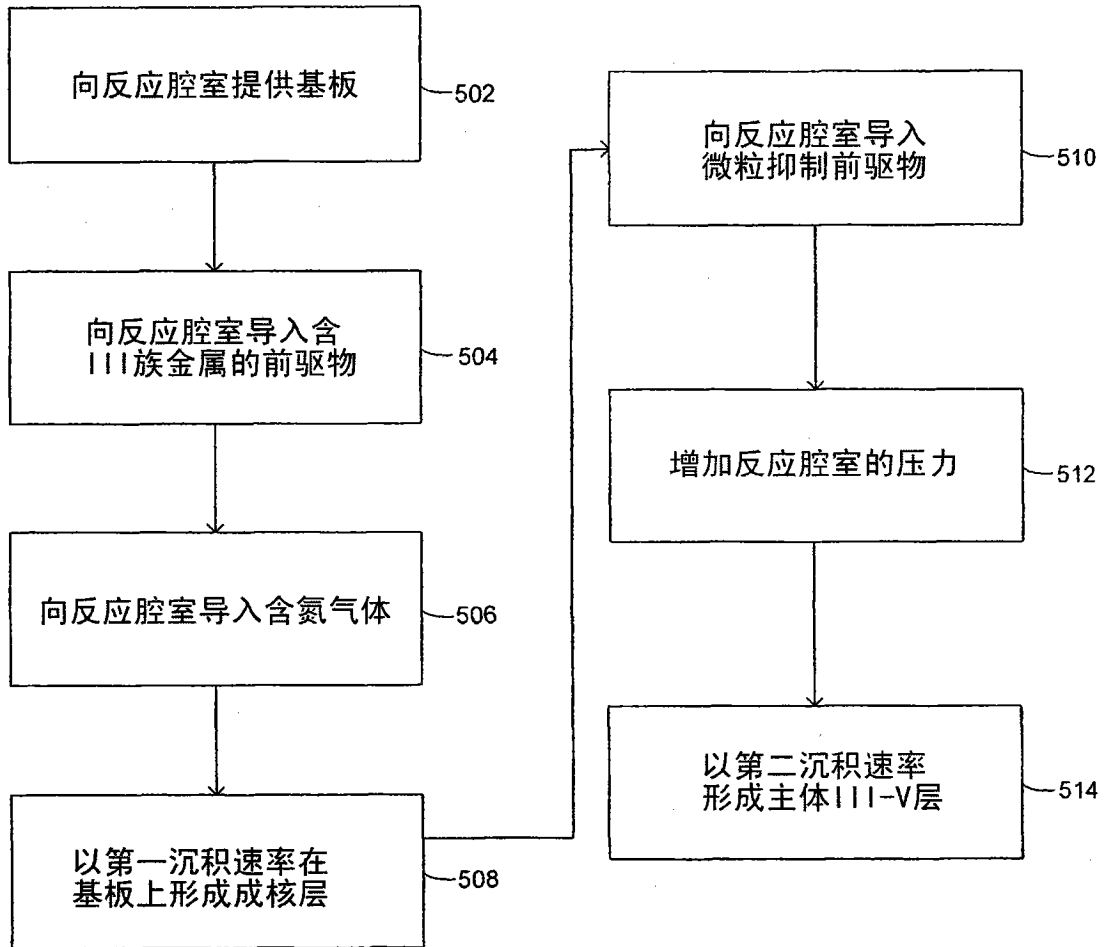 向反应腔室提供基板
502
向反应腔室导入含
III族金属的前驱物
504
向反应腔室导入含氮气体
506
以第一沉积速率在
基板上形成成核层
508
向反应腔室导入
微粒抑制前驱物
510
增加反应腔室的压力
512
以第二沉积速率
形成主体III-V层
514